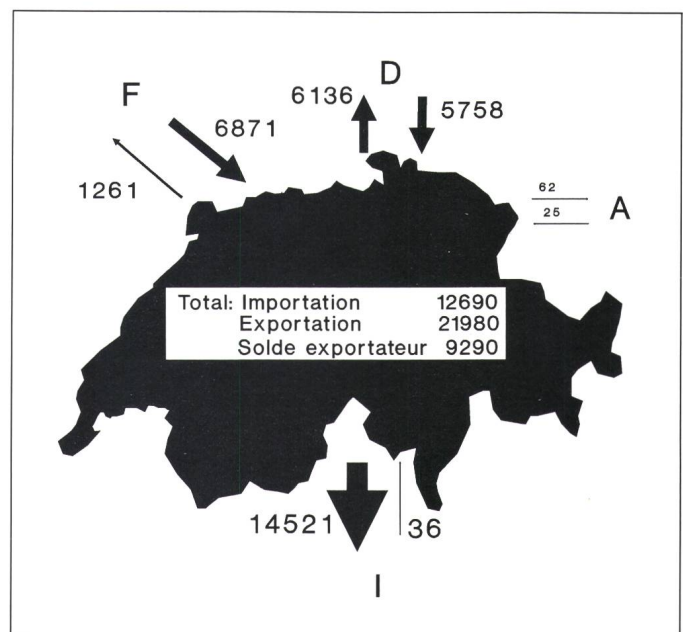 D
F
6136
5758
6871
1261
62
25
A
Total: Importation 12690
Exportation 21980
Solde exportateur 9290
14521
36
I